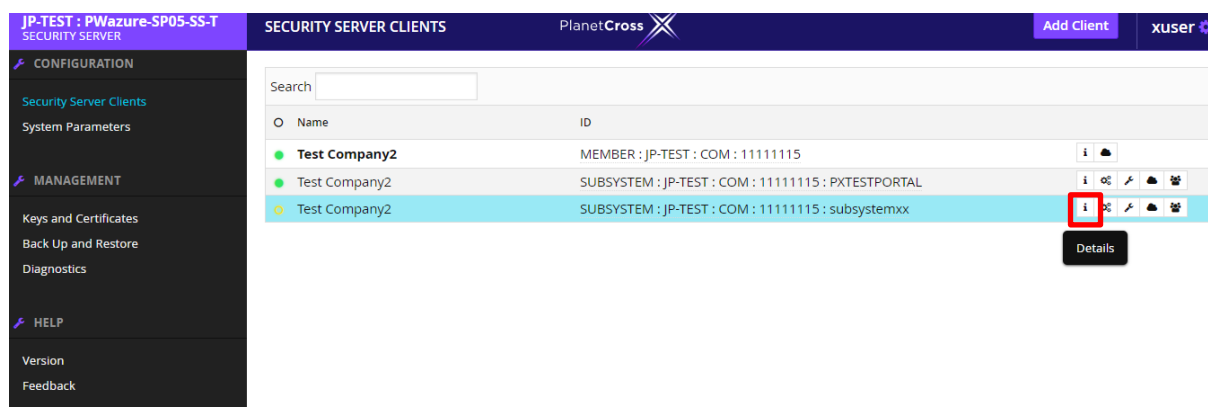 JP-TEST : PWazure-SP05-SS-T
SECURITY SERVER
SECURITY SERVER CLIENTS
PlanetCross
Add Client
xuser
CONFIGURATION
Security Server Clients
System Parameters
MANAGEMENT
Keys and Certificates
Back Up and Restore
Diagnostics
HELP
Version
Feedback
Search
Name ID
Test Company2 MEMBER : JP-TEST : COM : 11111115
Test Company2 SUBSYSTEM : JP-TEST : COM : 11111115 : PXTESTPORTAL
Test Company2 SUBSYSTEM : JP-TEST : COM : 11111115 : subsystemxx
Details